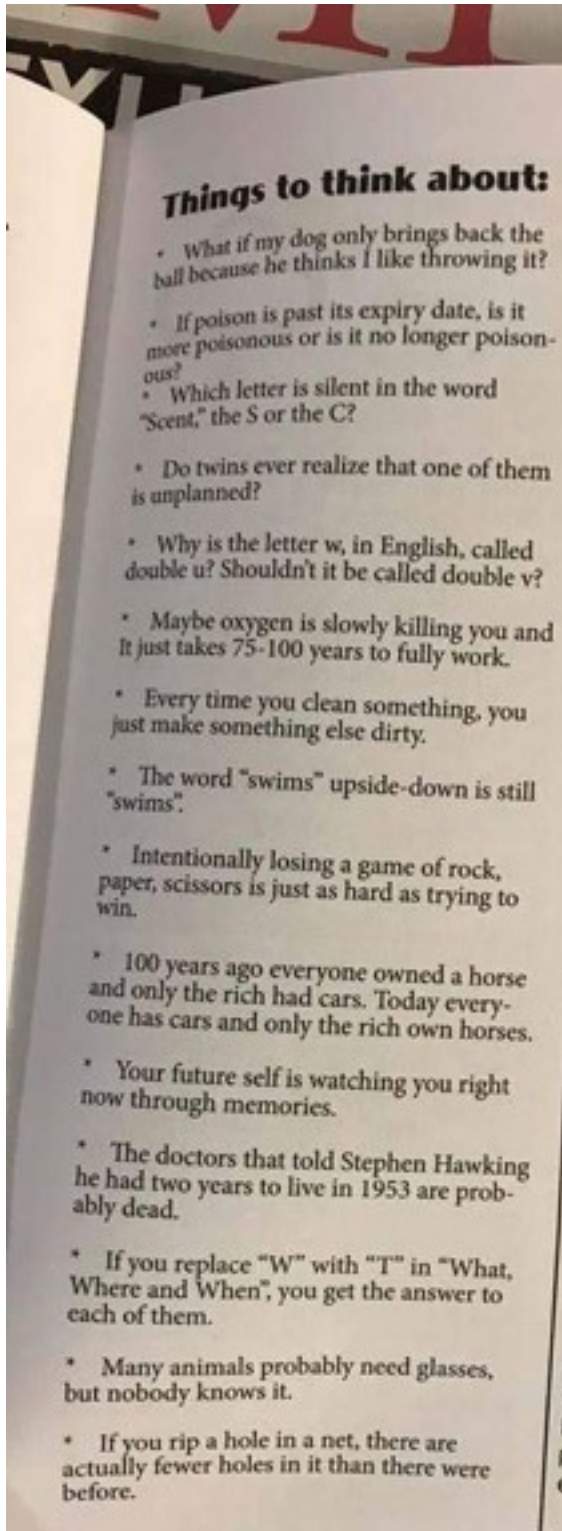 Things to think about:
* What if my dog only brings back the
ball because he thinks I like throwing it?
* If poison is past its expiry date, is it
more poisonous or is it no longer poison-
ous?
* Which letter is silent in the word
"Scent," the S or the C?
* Do twins ever realize that one of them
is unplanned?
* Why is the letter w, in English, called
double u? Shouldn't it be called double v?
* Maybe oxygen is slowly killing you and
It just takes 75-100 years to fully work.
* Every time you clean something, you
just make something else dirty.
* The word "swims" upside-down is still
"swims".
* Intentionally losing a game of rock,
paper, scissors is just as hard as trying to
win.
* 100 years ago everyone owned a horse
and only the rich had cars. Today every-
one has cars and only the rich own horses.
* Your future self is watching you right
now through memories.
* The doctors that told Stephen Hawking
he had two years to live in 1953 are prob-
ably dead.
* If you replace "W" with "T" in "What,
Where and When", you get the answer to
each of them.
* Many animals probably need glasses,
but nobody knows it.
* If you rip a hole in a net, there are
actually fewer holes in it than there were
before.